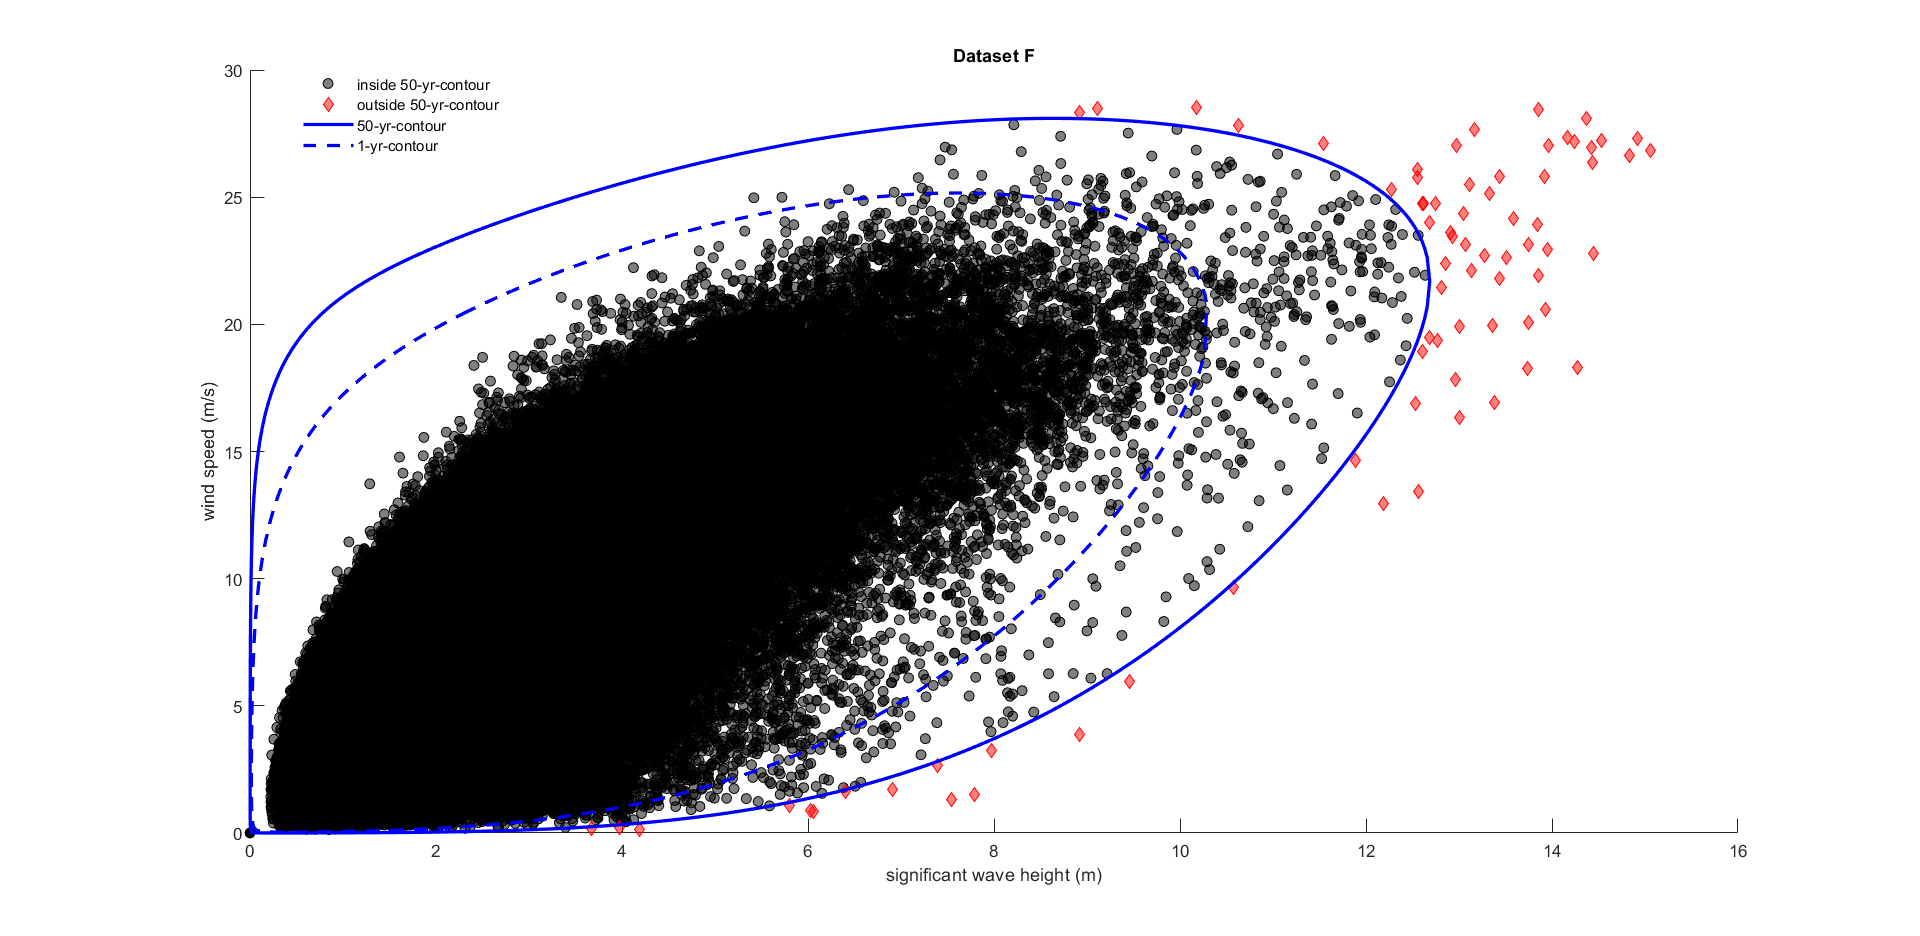 Dataset F
inside 50-yr-contour
outside 50-yr-contour
50-yr-contour
1-yr-contour
30
25
20
15
10
5
0
wind speed (m/s)
0 2 4 6 8 10 12 14 16
significant wave height (m)